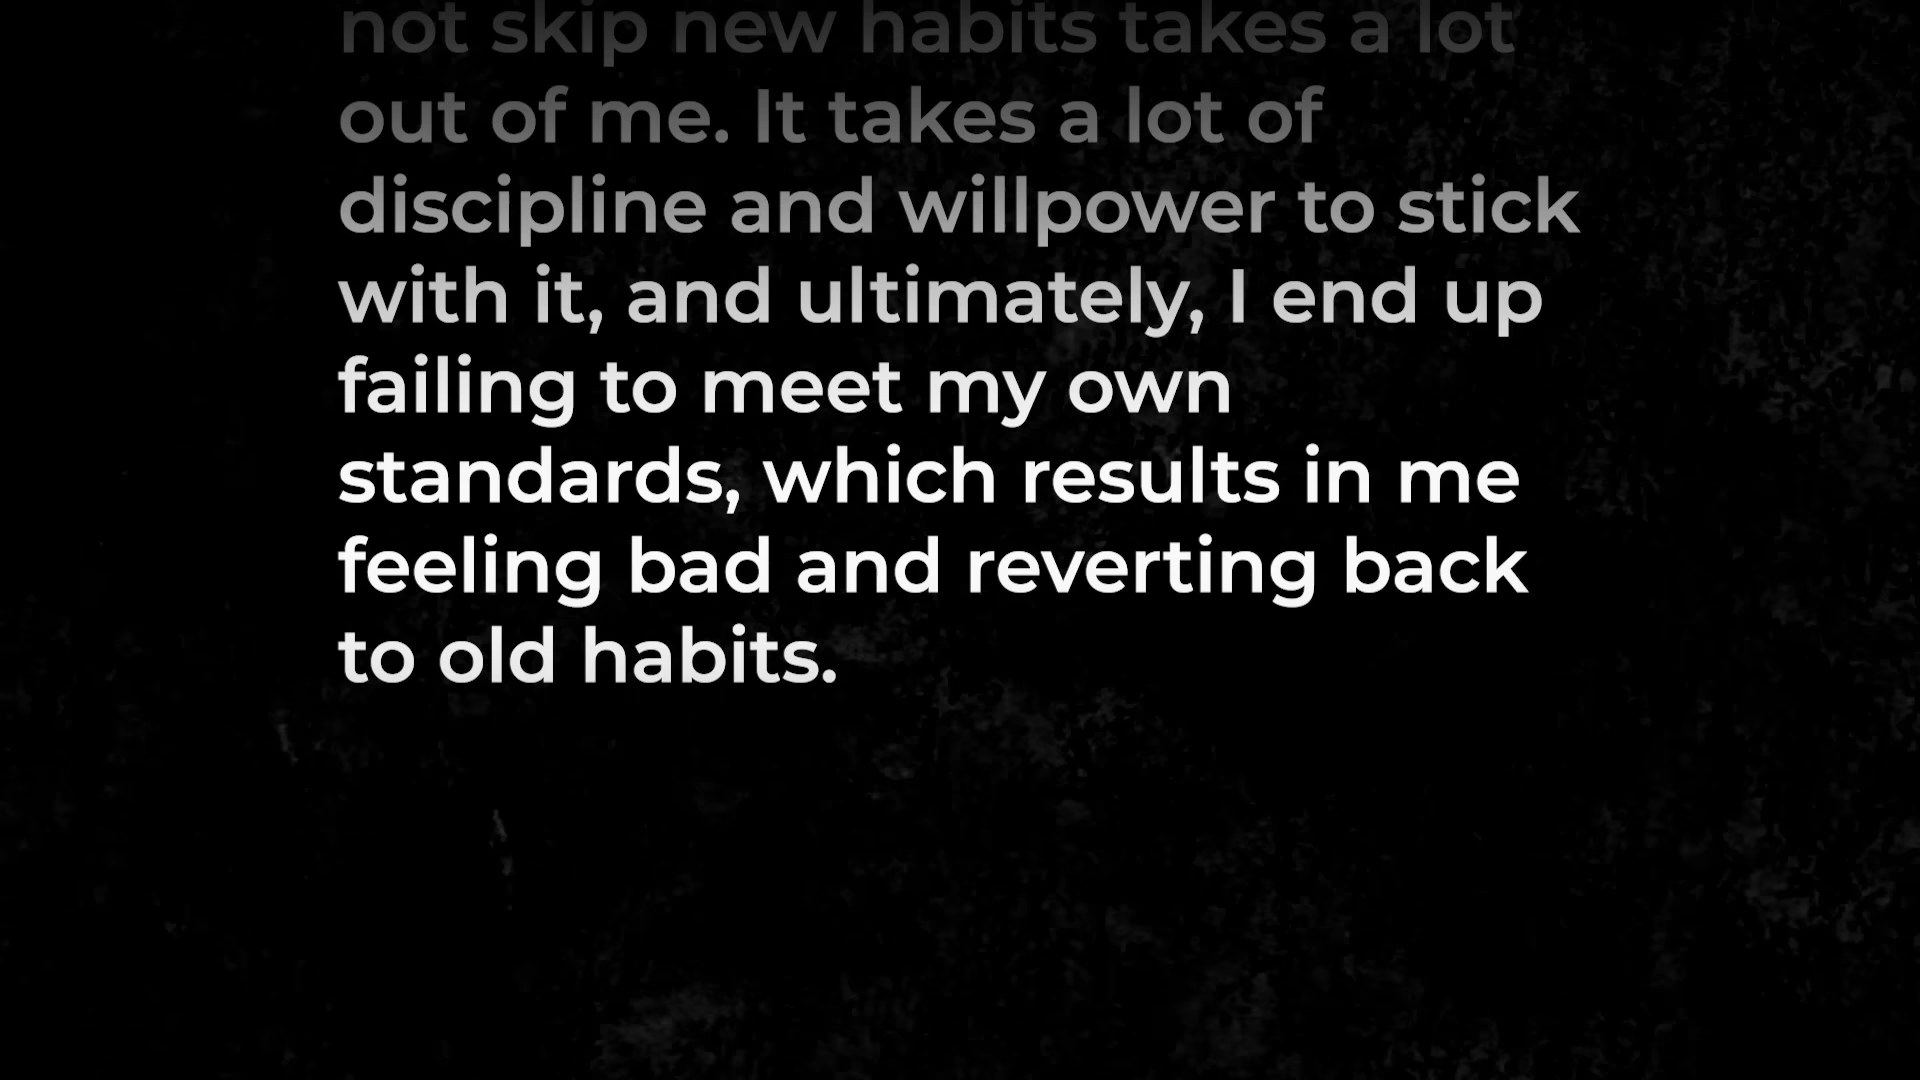 not skip new habits takes a lot
out of me. It takes a lot of
discipline and willpower to stick
with it, and ultimately, I end up
failing to meet my own
standards, which results in me
feeling bad and reverting back
to old habits.